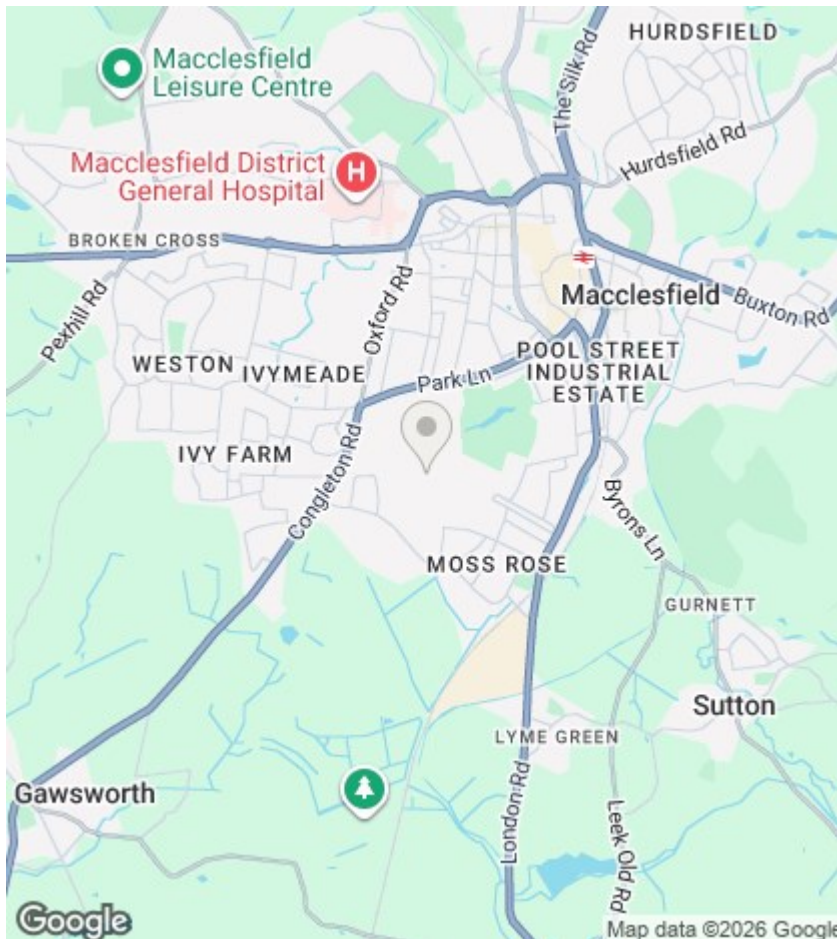 HURDSFIELD
Macclesfield
Leisure Centre
The Silk Rd
Macclesfield District
General Hospital
H
Hurdsfield Rd
BROKEN CROSS
Oxford Rd
Pexhill Rd
Macclesfield
Buxton Rd
WESTON
IVYMEADE
Park Ln
POOL STREET
INDUSTRIAL
ESTATE
IVY FARM
Congleton Rd
Byrons Ln
MOSS ROSE
GURNETT
Sutton
LYME GREEN
Gawsworth
London Rd
Leek Old Rd
Google
Map data ©2026 Google